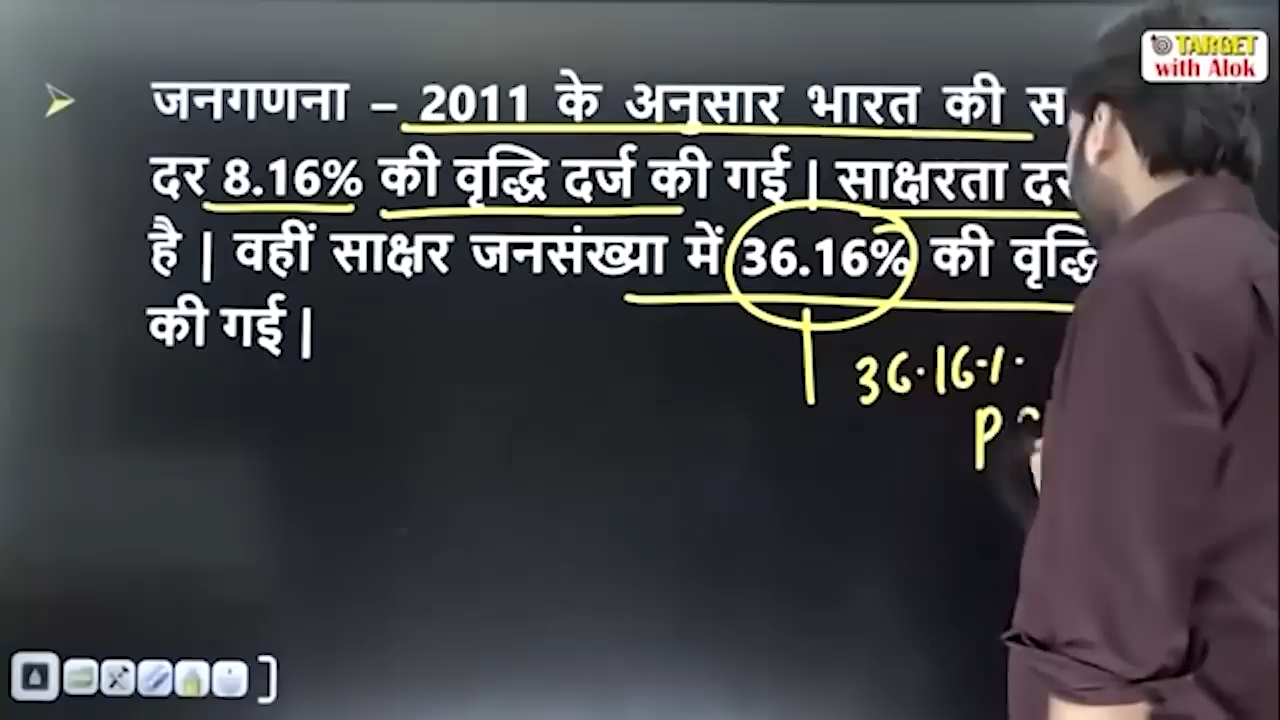 TARGET
with Alok
जनगणना – 2011 के अनुसार भारत की
दर 8.16% की वृद्धि दर्ज की गई | साक्षरता
है | वहीं साक्षर जनसंख्या में 36.16% की वृद्धि
की गई |
36.16%
P